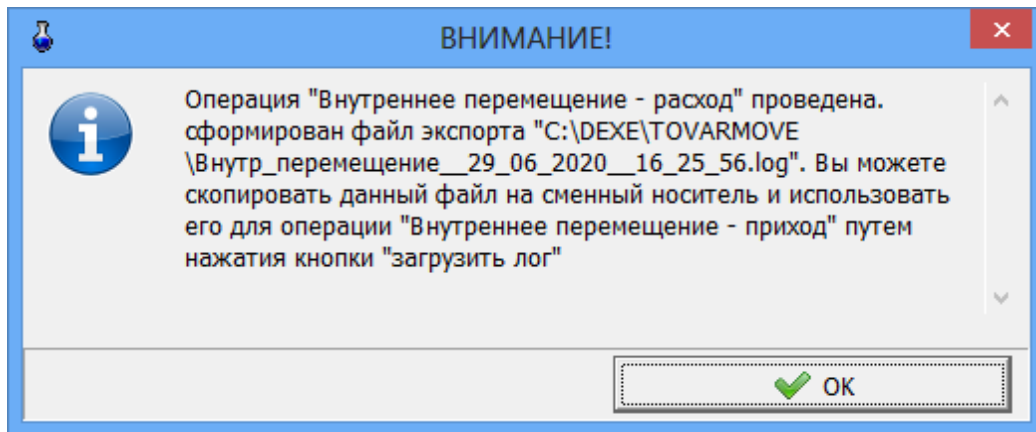 ВНИМАНИЕ!
Операция "Внутреннее перемещение - расход" проведена.
сформирован файл экспорта "C:\DEXE\TOVARMOVE
\Внутр_перемещение__29_06_2020__16_25_56.log". Вы можете
скопировать данный файл на сменный носитель и использовать
его для операции "Внутреннее перемещение - приход" путем
нажатия кнопки "загрузить лог"
OK